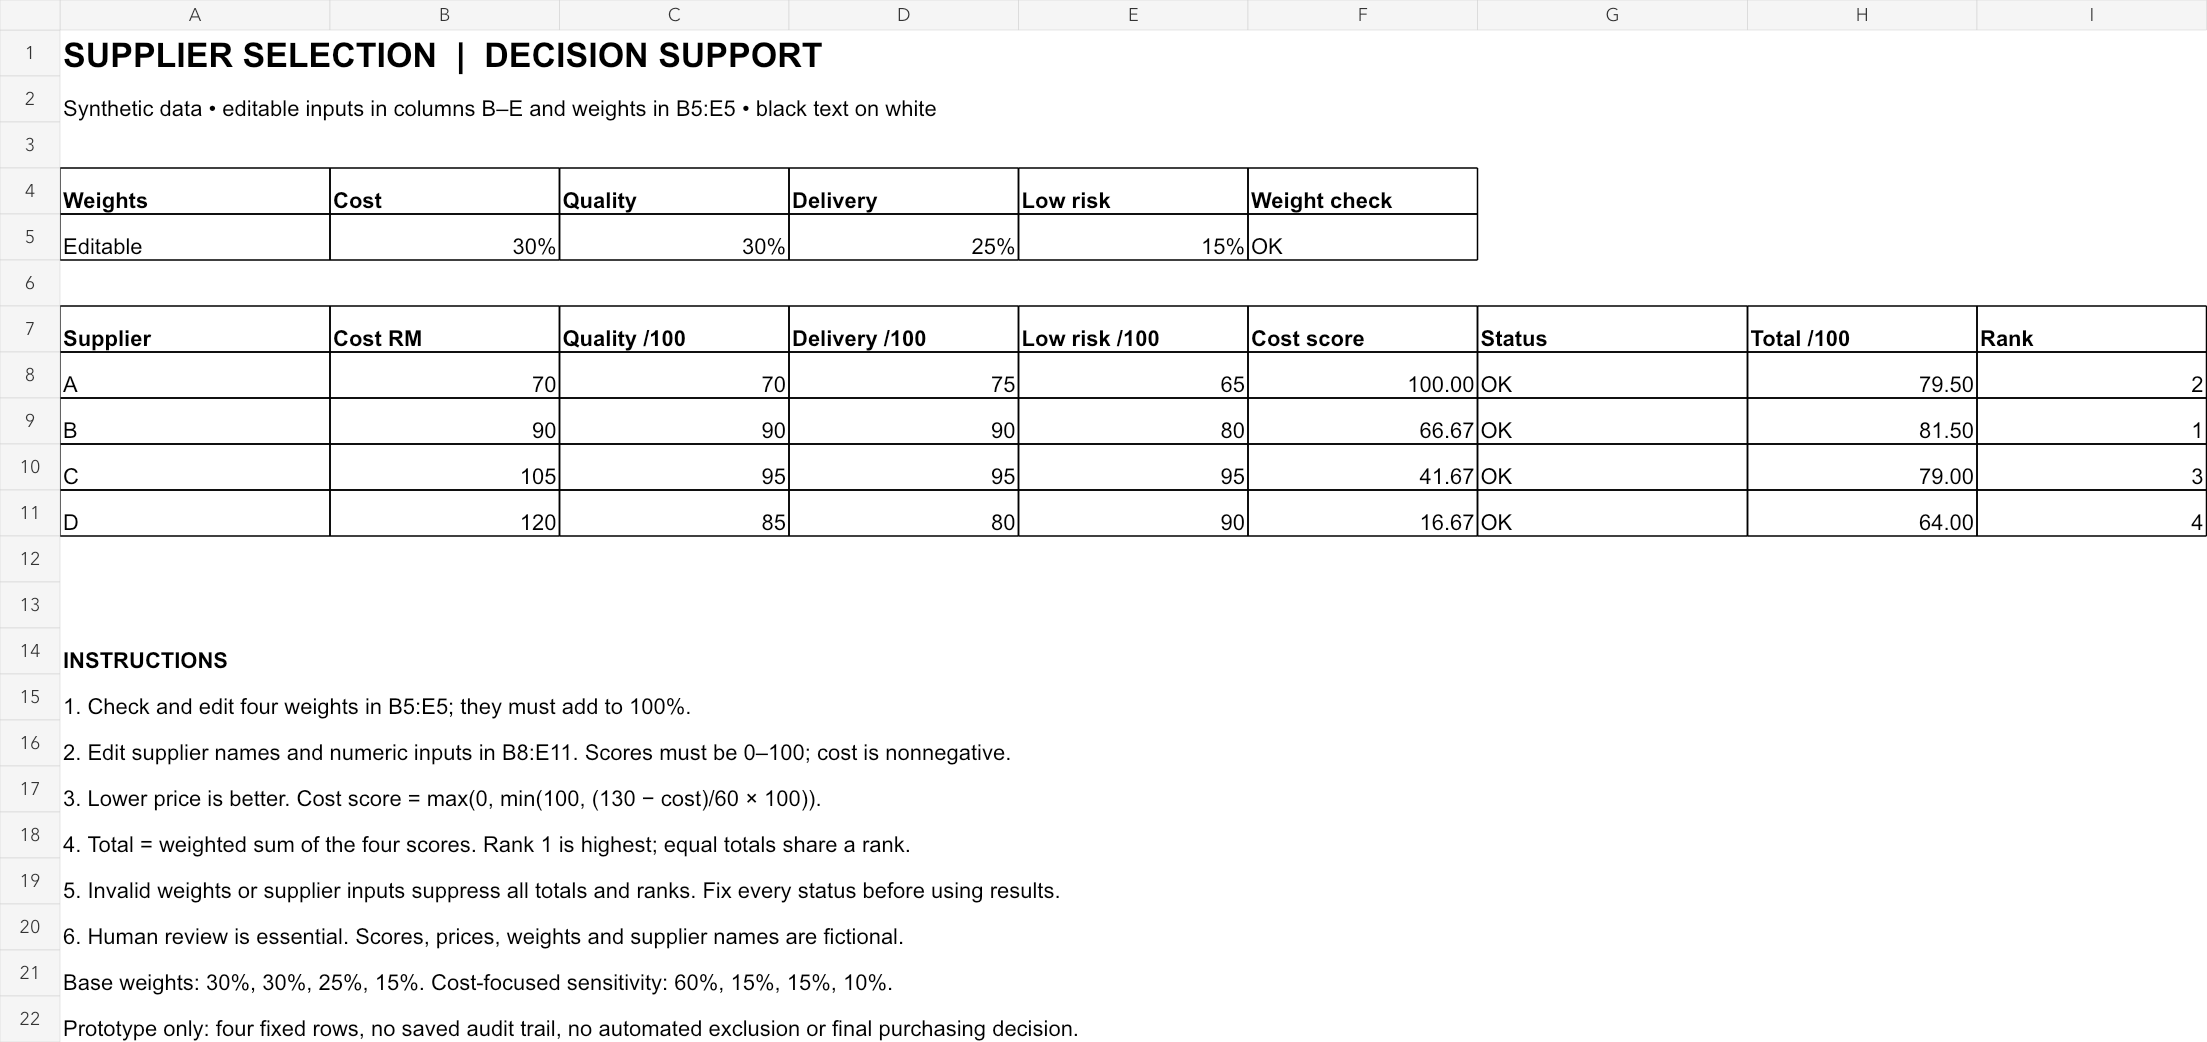 A B C D E F G H I
1 SUPPLIER SELECTION | DECISION SUPPORT
2 Synthetic data • editable inputs in columns B–E and weights in B5:E5 • black text on white
3
4 Weights Cost Quality Delivery Low risk Weight check
5 Editable 30% 30% 25% 15% OK
6
7 Supplier Cost RM Quality /100 Delivery /100 Low risk /100 Cost score Status Total /100 Rank
8 A 70 70 75 65 100.00 OK 79.50 2
9 B 90 90 90 80 66.67 OK 81.50 1
10 C 105 95 95 95 41.67 OK 79.00 3
11 D 120 85 80 90 16.67 OK 64.00 4
12
13
14 INSTRUCTIONS
15 1. Check and edit four weights in B5:E5; they must add to 100%.
16 2. Edit supplier names and numeric inputs in B8:E11. Scores must be 0–100; cost is nonnegative.
17 3. Lower price is better. Cost score = max(0, min(100, (130 − cost)/60 × 100)).
18 4. Total = weighted sum of the four scores. Rank 1 is highest; equal totals share a rank.
19 5. Invalid weights or supplier inputs suppress all totals and ranks. Fix every status before using results.
20 6. Human review is essential. Scores, prices, weights and supplier names are fictional.
21 Base weights: 30%, 30%, 25%, 15%. Cost-focused sensitivity: 60%, 15%, 15%, 10%.
22 Prototype only: four fixed rows, no saved audit trail, no automated exclusion or final purchasing decision.